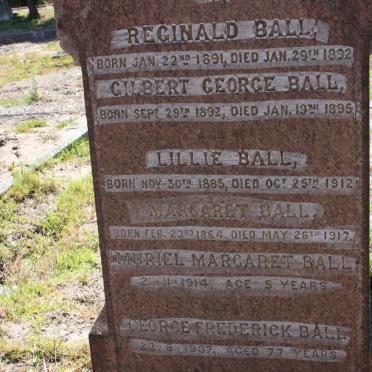 REGINALD BALL,
BORN JAN. 22ND 1891, DIED JAN. 29TH 1892
GILBERT GEORGE BALL,
BORN SEPT. 29TH 1892, DIED JAN. 19TH 1895
LILLIE BALL,
BORN NOV. 30TH 1885, DIED OCT. 25TH 1912
MARGARET BALL,
BORN FEB. 23RD 1864, DIED MAY 26TH 1917,
MURIEL MARGARET BALL
21-11-1914, AGE 5 YEARS
GEORGE FREDERICK BALL
23-8-1937, AGED 77 YEARS